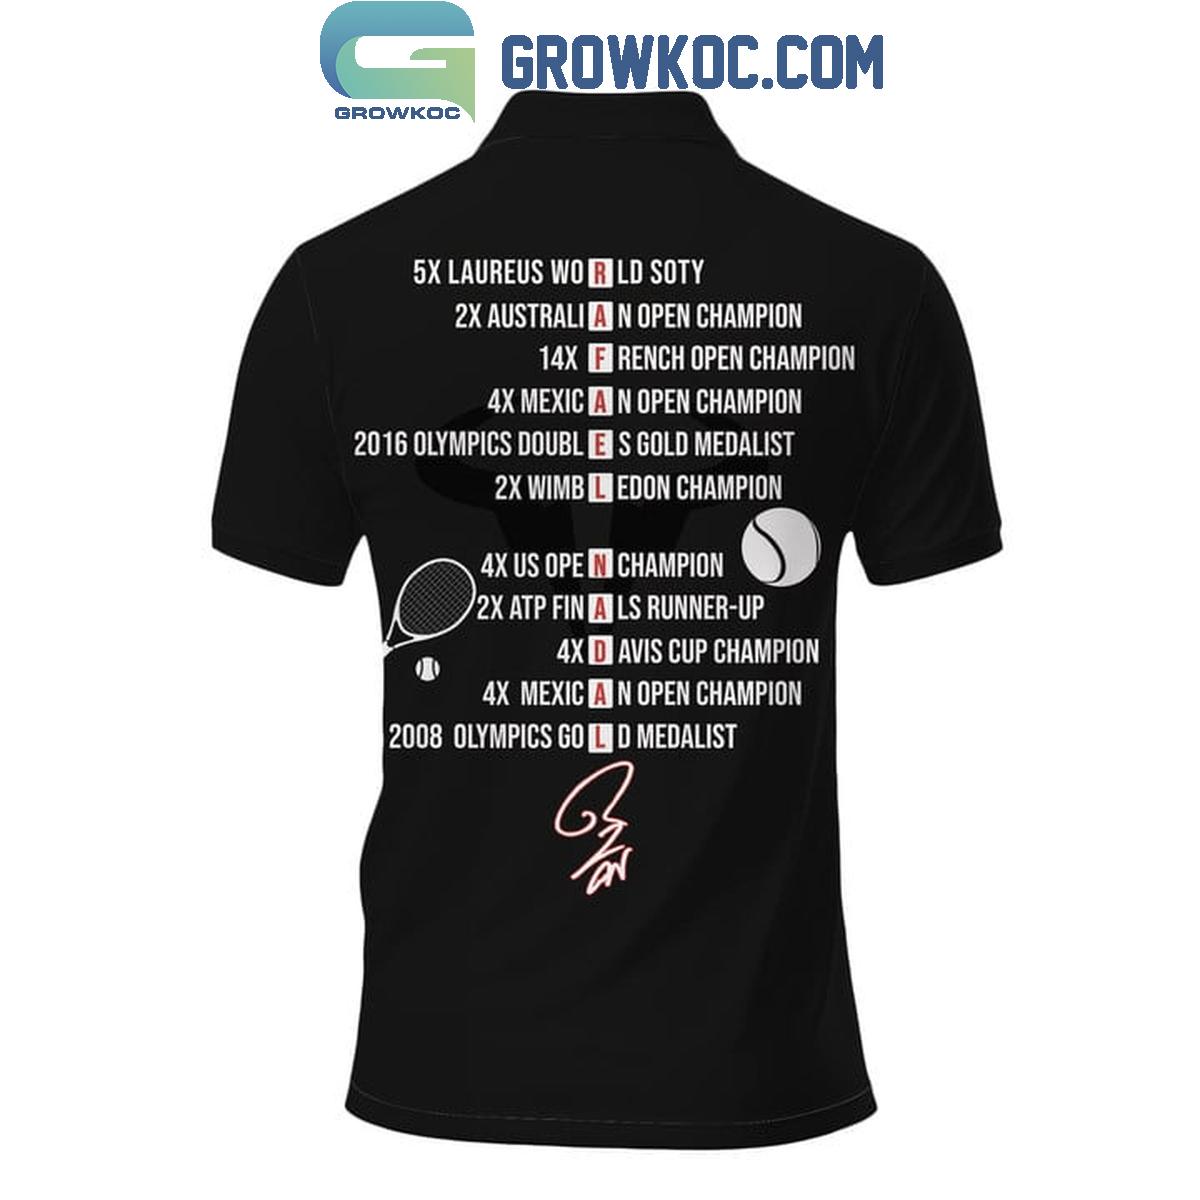 GROWKOC
GROWKOC.COM
5X LAUREUS WORLD SOTY
2X AUSTRALIAN OPEN CHAMPION
14X FRENCH OPEN CHAMPION
4X MEXICAN OPEN CHAMPION
2016 OLYMPICS DOUBLES GOLD MEDALIST
2X WIMBLEDON CHAMPION
4X US OPEN CHAMPION
2X ATP FINALS RUNNER-UP
4X DAVIS CUP CHAMPION
4X MEXICAN OPEN CHAMPION
2008 OLYMPICS GOLD MEDALIST